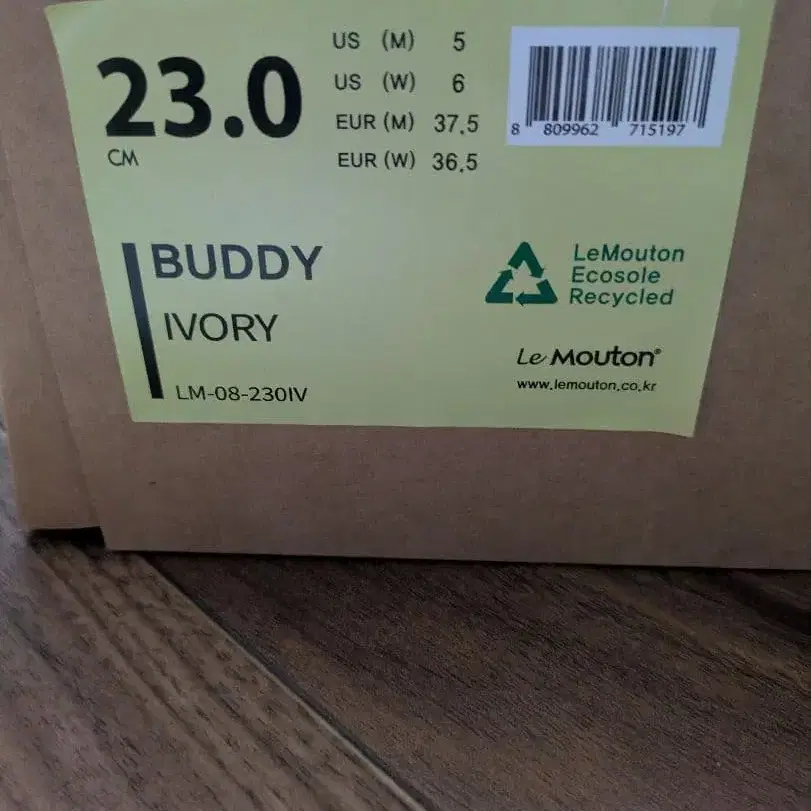 23.0
CM
US (M) 5
US (W) 6
EUR (M) 37.5
EUR (W) 36.5
8 809962 715197
BUDDY
IVORY
LM-08-230IV
LeMouton
Ecosole
Recycled
Le Mouton®
www.lemouton.co.kr